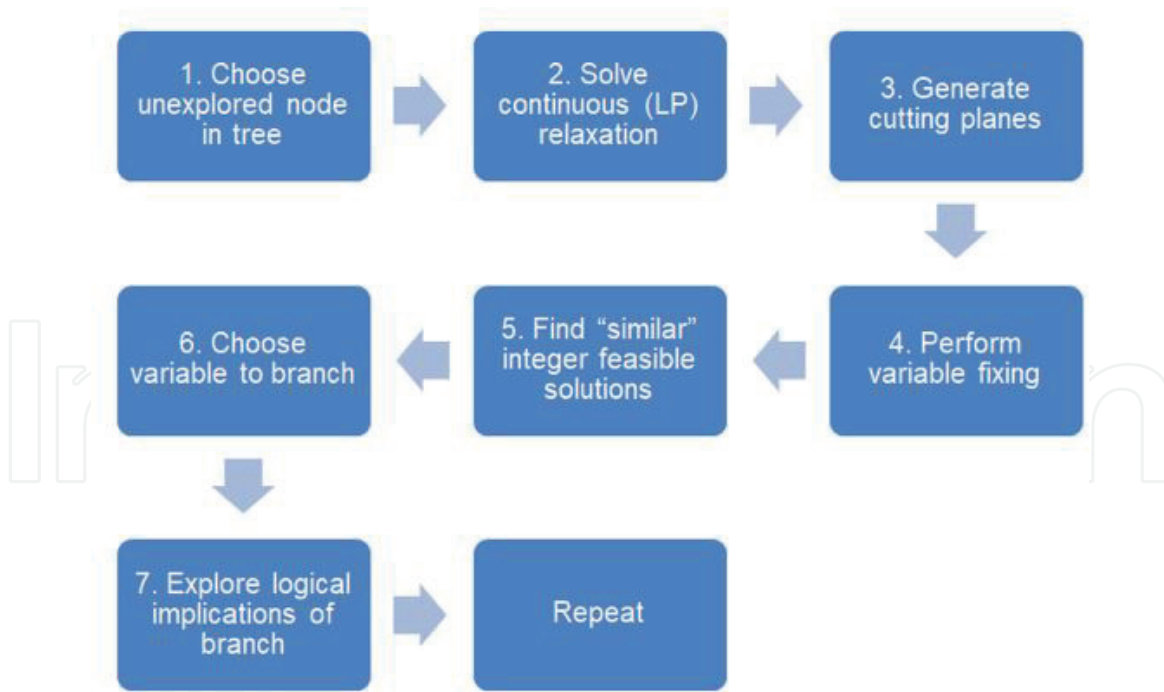 1. Choose
unexplored node
in tree
2. Solve
continuous (LP)
relaxation
3. Generate
cutting planes
6. Choose
variable to branch
5. Find “similar”
integer feasible
solutions
4. Perform
variable fixing
7. Explore logical
implications of
branch
Repeat